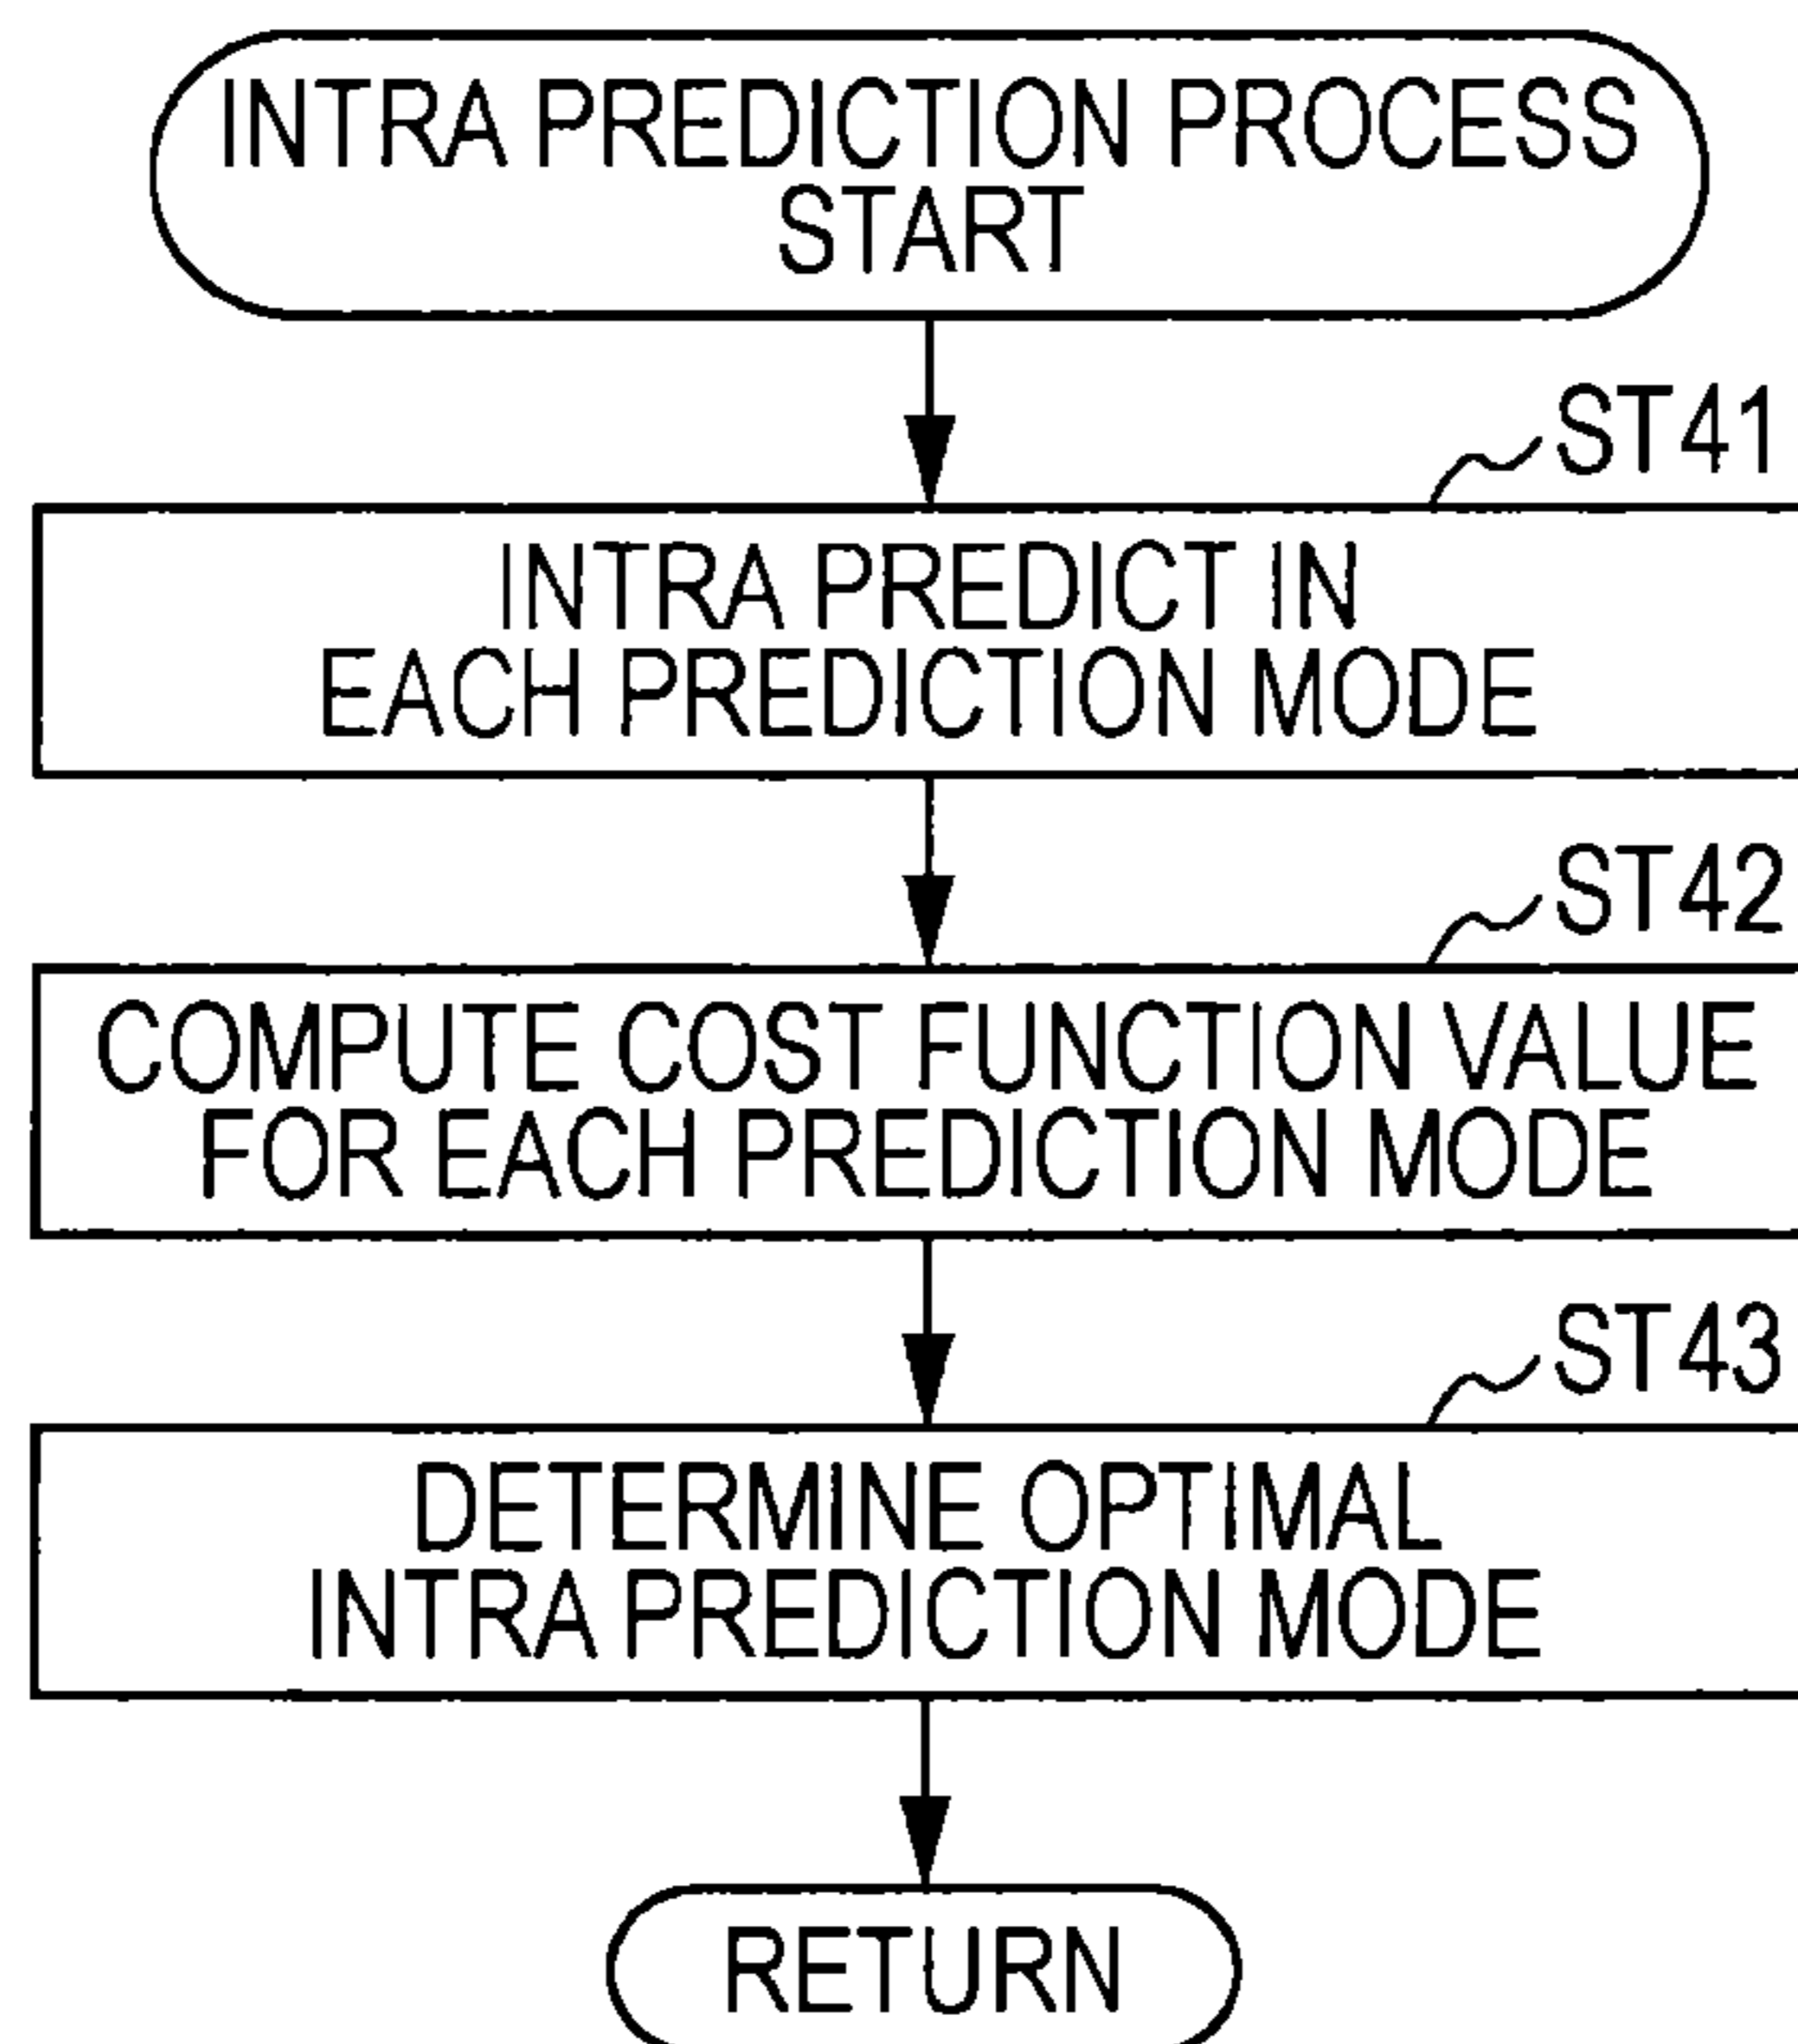 INTRA PREDICTION PROCESS
START
ST41
INTRA PREDICT IN
EACH PREDICTION MODE
ST42
COMPUTE COST FUNCTION VALUE
FOR EACH PREDICTION MODE
ST43
DETERMINE OPTIMAL
INTRA PREDICTION MODE
RETURN